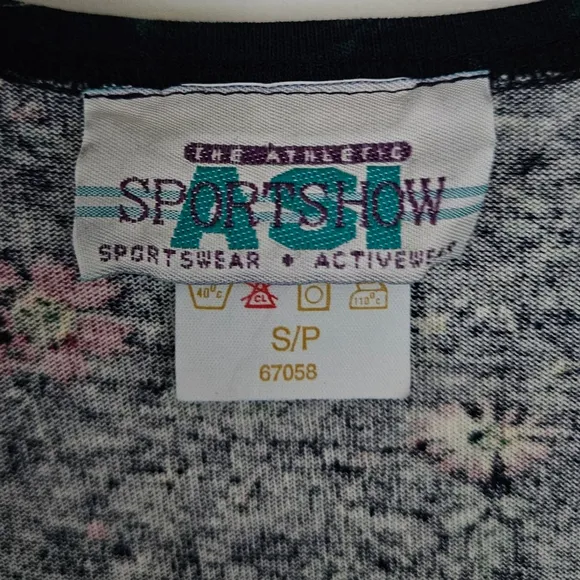 THE ATHLETIC
ASI
SPORTSHOW
SPORTSWEAR + ACTIVEWEAR
40°C CL 110°C
S/P
67058